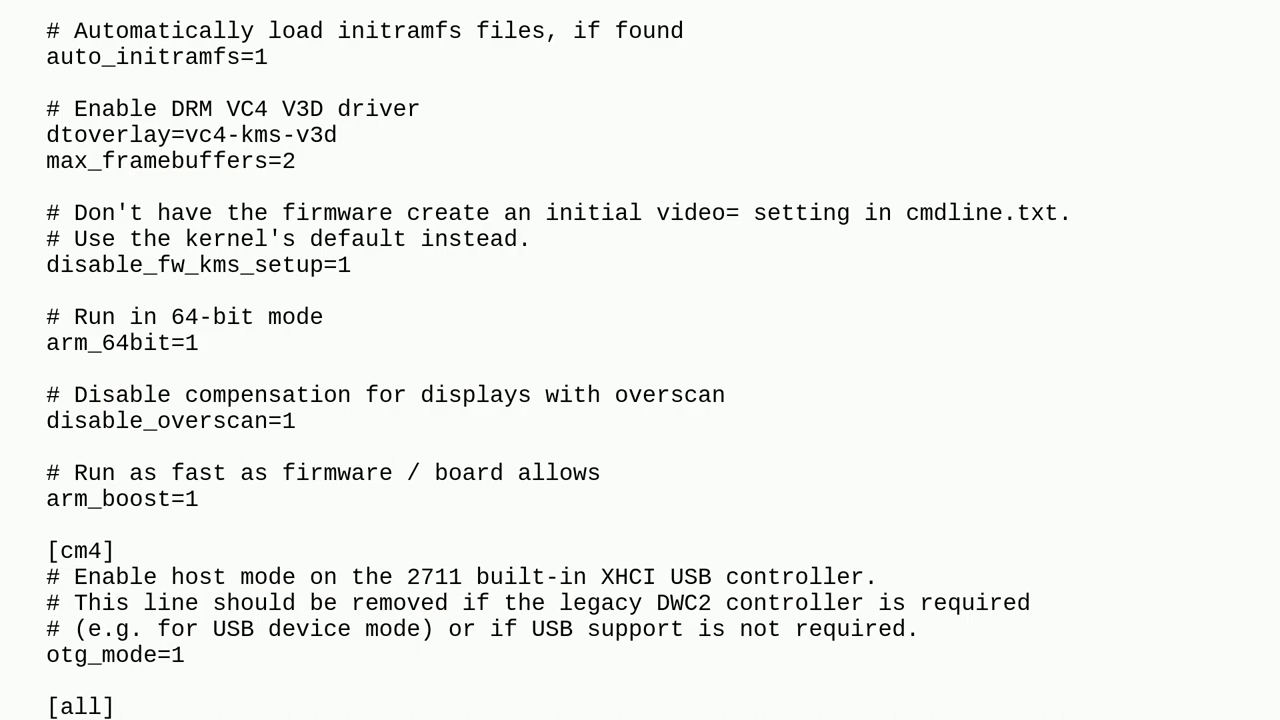 # Automatically load initramfs files, if found
auto_initramfs=1

# Enable DRM VC4 V3D driver
dtoverlay=vc4-kms-v3d
max_framebuffers=2

# Don't have the firmware create an initial video= setting in cmdline.txt.
# Use the kernel's default instead.
disable_fw_kms_setup=1

# Run in 64-bit mode
arm_64bit=1

# Disable compensation for displays with overscan
disable_overscan=1

# Run as fast as firmware / board allows
arm_boost=1

[cm4]
# Enable host mode on the 2711 built-in XHCI USB controller.
# This line should be removed if the legacy DWC2 controller is required
# (e.g. for USB device mode) or if USB support is not required.
otg_mode=1

[all]